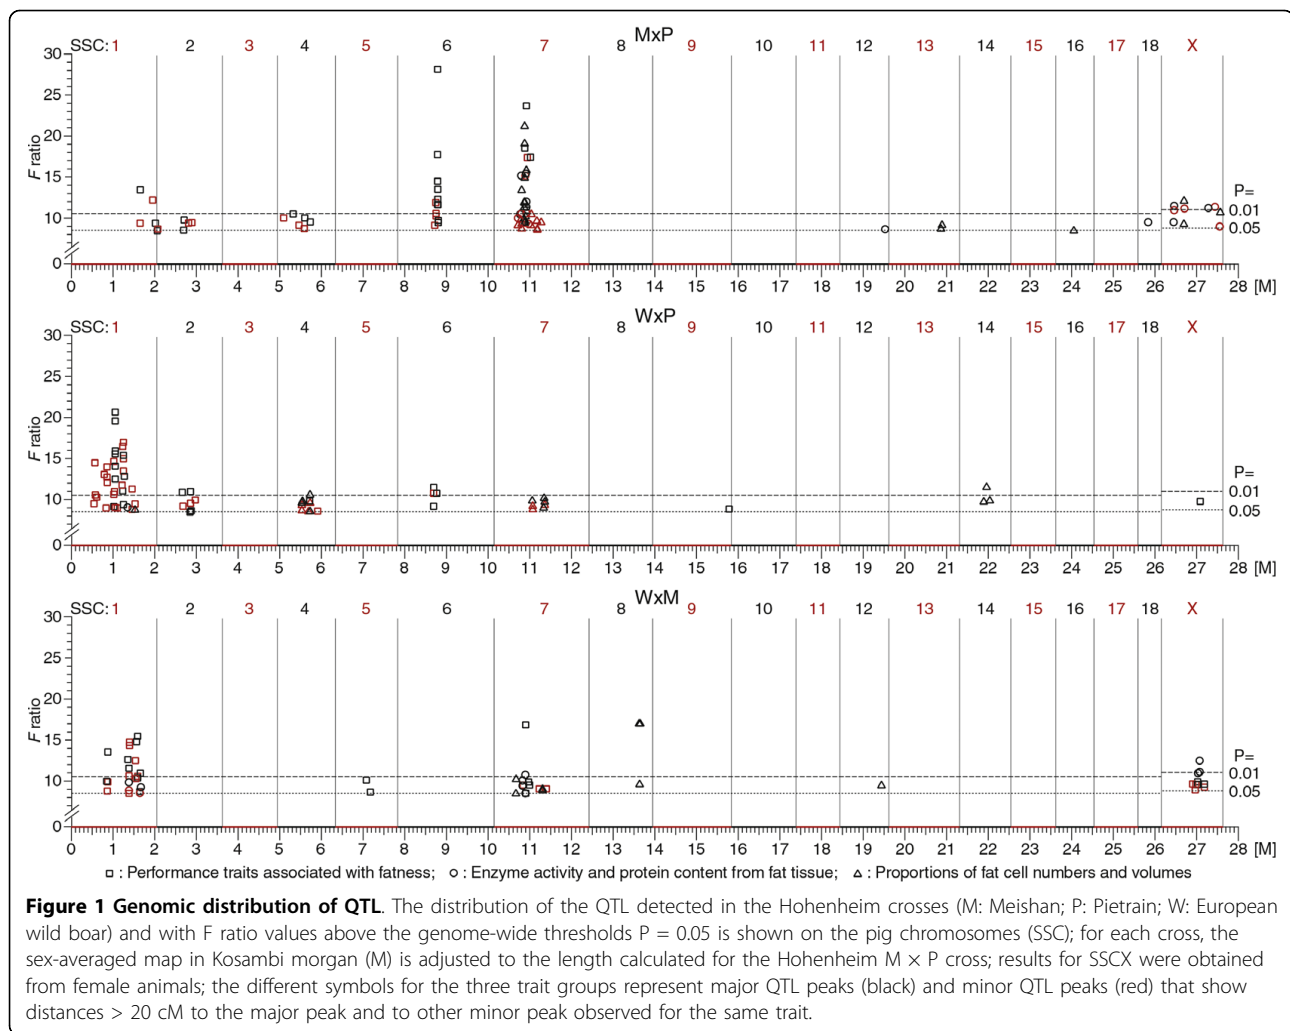 MxP
SSC: 1 2 3 4 5 6 7 8 9 10 11 12 13 14 15 16 17 18 X
30
25
20
15
10
0
F ratio
P=
0.01
0.05
0 1 2 3 4 5 6 7 8 9 10 11 12 13 14 15 16 17 18 19 20 21 22 23 24 25 26 27 28 [M]
WxP
SSC: 1 2 3 4 5 6 7 8 9 10 11 12 13 14 15 16 17 18 X
30
25
20
15
10
0
F ratio
P=
0.01
0.05
0 1 2 3 4 5 6 7 8 9 10 11 12 13 14 15 16 17 18 19 20 21 22 23 24 25 26 27 28 [M]
WxM
SSC: 1 2 3 4 5 6 7 8 9 10 11 12 13 14 15 16 17 18 X
30
25
20
15
10
0
F ratio
P=
0.01
0.05
0 1 2 3 4 5 6 7 8 9 10 11 12 13 14 15 16 17 18 19 20 21 22 23 24 25 26 27 28 [M]
□ : Performance traits associated with fatness; ○ : Enzyme activity and protein content from fat tissue; △ : Proportions of fat cell numbers and volumes
Figure 1 Genomic distribution of QTL. The distribution of the QTL detected in the Hohenheim crosses (M: Meishan; P: Pietrain; W: European
wild boar) and with F ratio values above the genome-wide thresholds P = 0.05 is shown on the pig chromosomes (SSC); for each cross, the
sex-averaged map in Kosambi morgan (M) is adjusted to the length calculated for the Hohenheim M × P cross; results for SSCX were obtained
from female animals; the different symbols for the three trait groups represent major QTL peaks (black) and minor QTL peaks (red) that show
distances > 20 cM to the major peak and to other minor peak observed for the same trait.